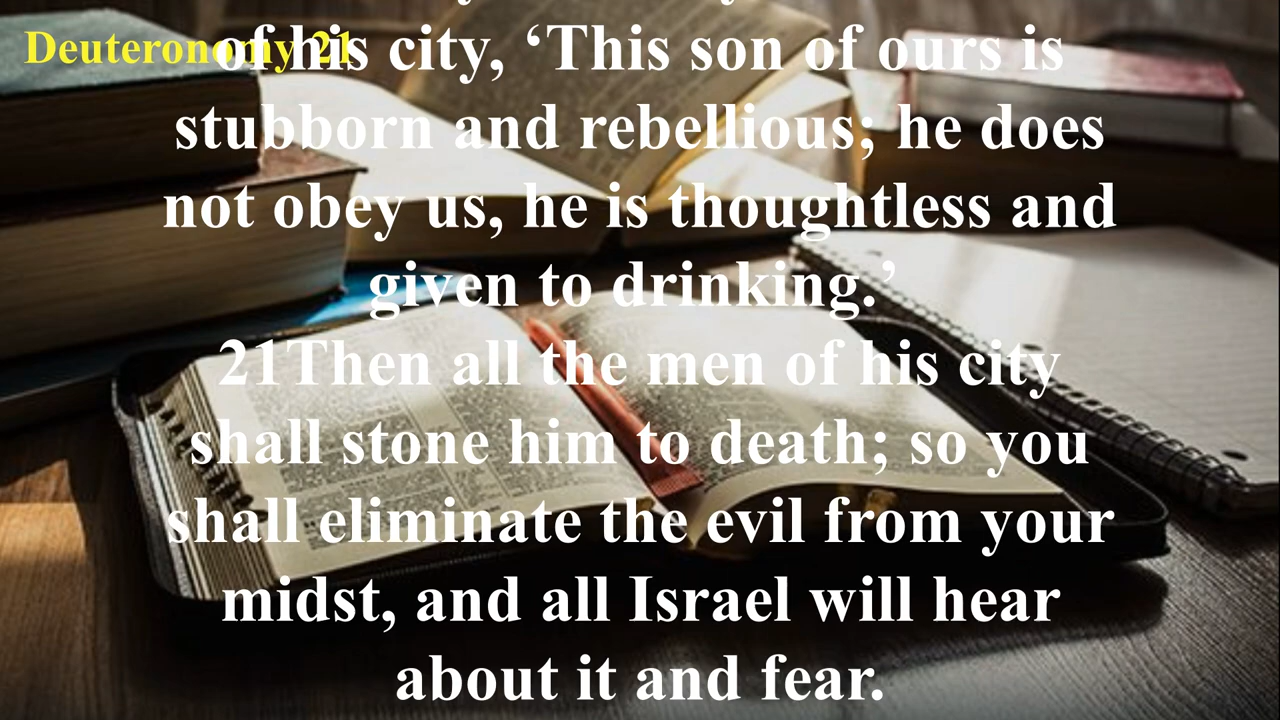 Deuteronomy 21
of his city, ‘This son of ours is
stubborn and rebellious; he does
not obey us, he is thoughtless and
given to drinking.’
21Then all the men of his city
shall stone him to death; so you
shall eliminate the evil from your
midst, and all Israel will hear
about it and fear.